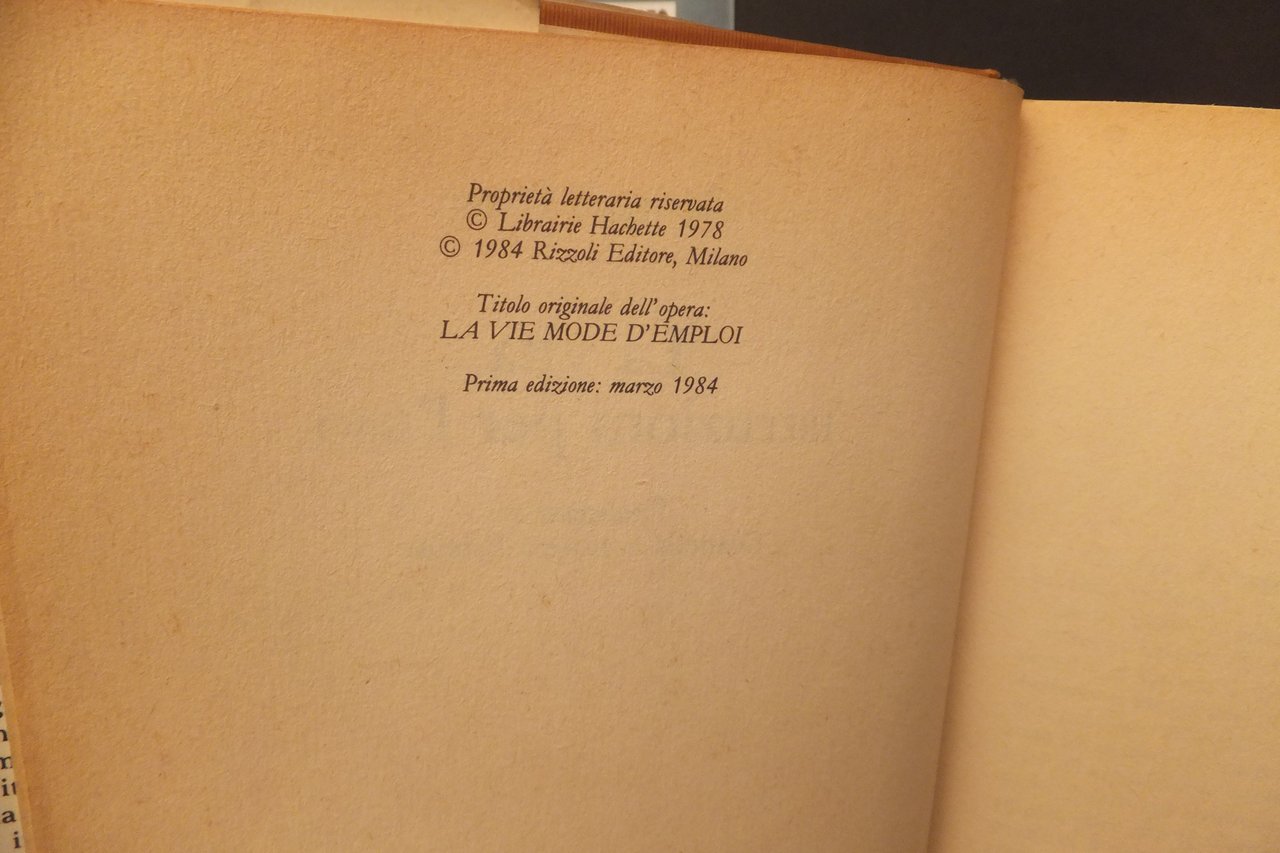 Proprietà letteraria riservata
© Librairie Hachette 1978
© 1984 Rizzoli Editore, Milano
Titolo originale dell'opera:
LA VIE MODE D'EMPLOI
Prima edizione: marzo 1984